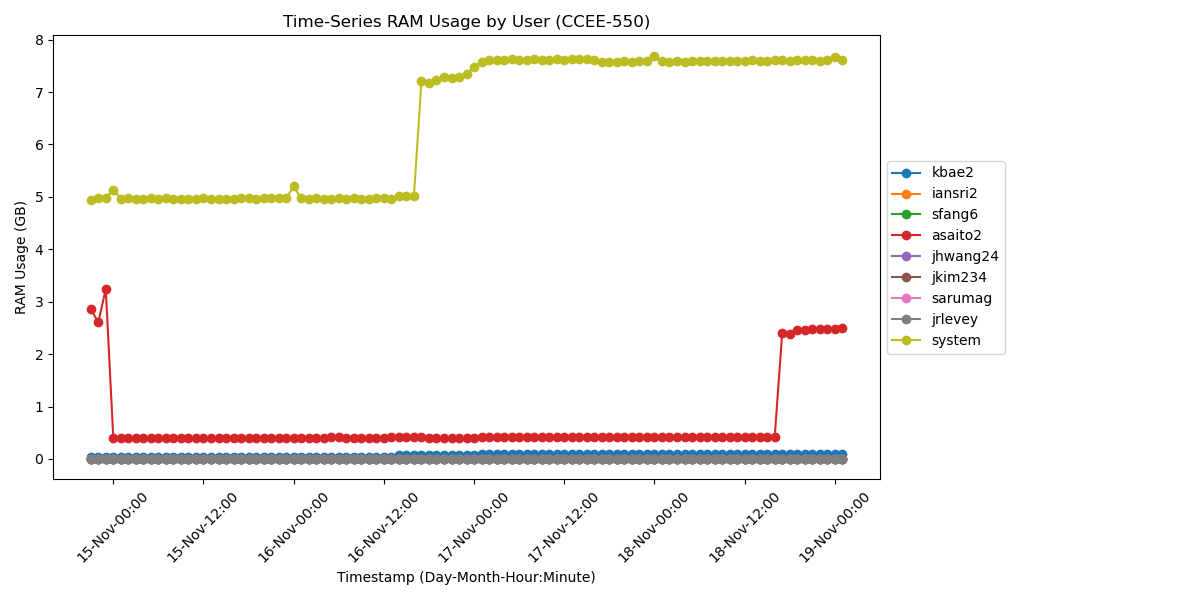 Time-Series RAM Usage by User (CCEE-550)
RAM Usage (GB)
8
7
6
5
4
3
2
1
0
15-Nov-00:00
15-Nov-12:00
16-Nov-00:00
16-Nov-12:00
17-Nov-00:00
17-Nov-12:00
18-Nov-00:00
18-Nov-12:00
19-Nov-00:00
Timestamp (Day-Month-Hour:Minute)
kbae2
iansri2
sfang6
asaito2
jhwang24
jkim234
sarumag
jrlevey
system